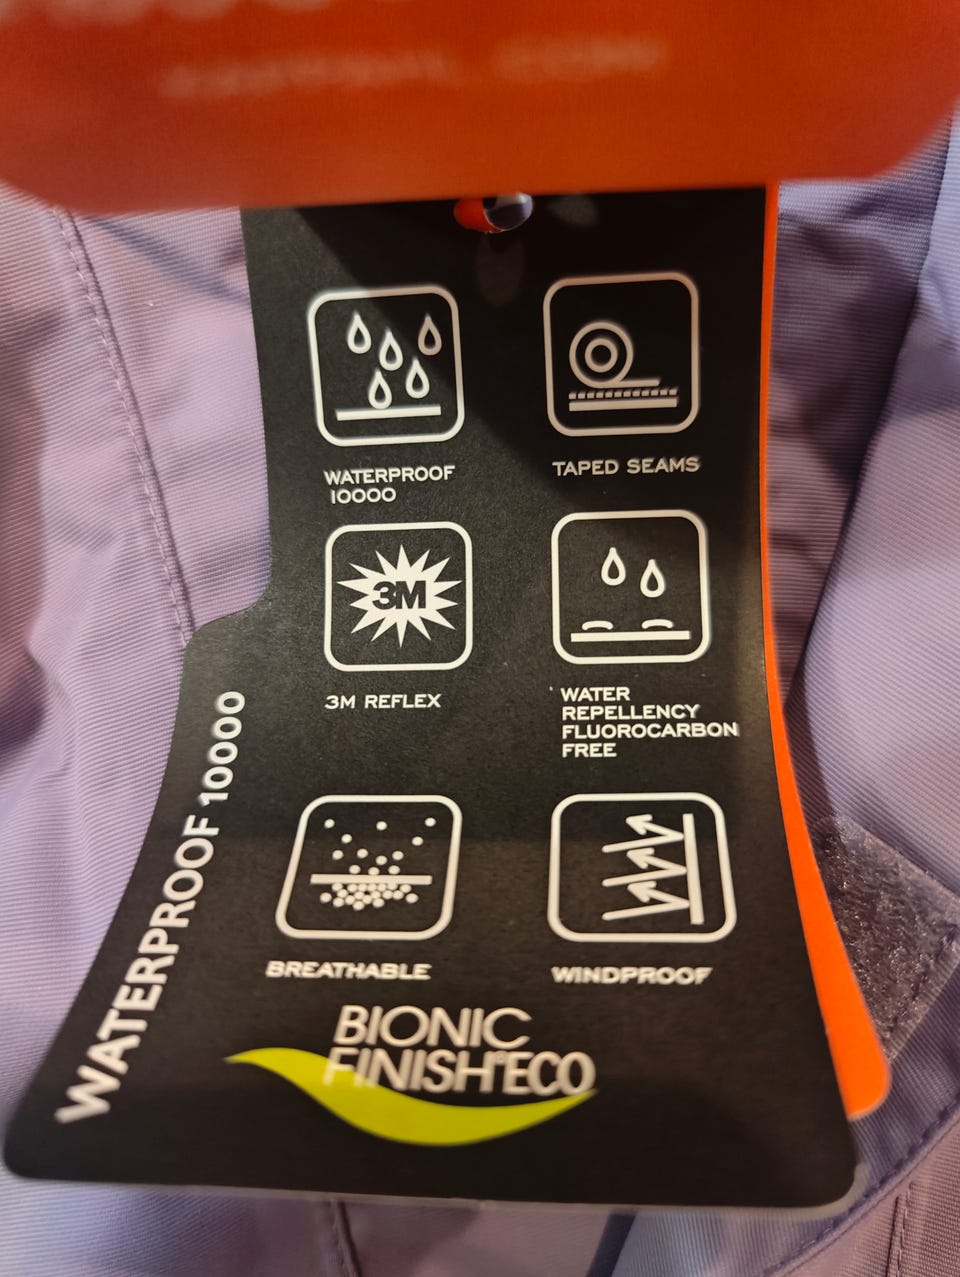 WATERPROOF
10000
TAPED SEAMS
3M
3M REFLEX
WATER
REPELLENCY
FLUOROCARBON
FREE
BREATHABLE
WINDPROOF
WATERPROOF 10000
BIONIC
FINISH®ECO